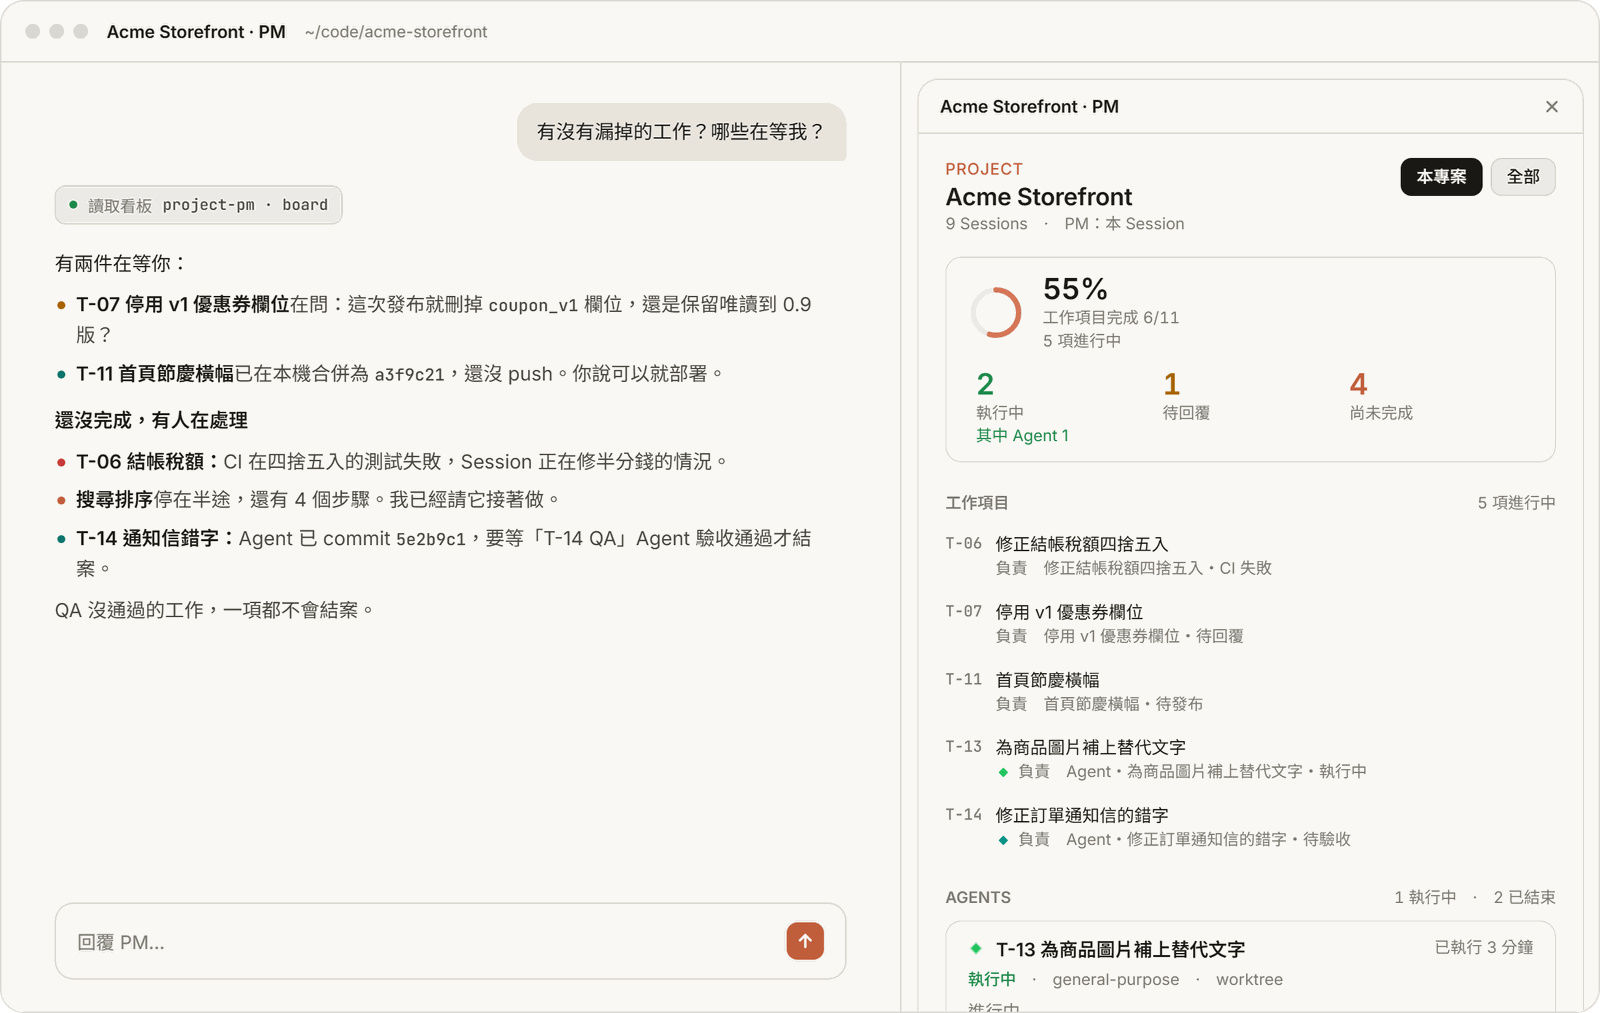 Acme Storefront · PM ~/code/acme-storefront
有沒有漏掉的工作？哪些在等我？
讀取看板 project-pm · board
有兩件在等你：
T-07 停用 v1 優惠券欄位在問：這次發布就刪掉 coupon_v1 欄位，還是保留唯讀到 0.9
版？
T-11 首頁節慶橫幅已在本機合併為 a3f9c21，還沒 push。你說可以就部署。
還沒完成，有人在處理
T-06 結帳稅額：CI 在四捨五入的測試失敗，Session 正在修半分錢的情況。
搜尋排序停在半途，還有 4 個步驟。我已經請它接著做。
T-14 通知信錯字：Agent 已 commit 5e2b9c1，要等「T-14 QA」Agent 驗收通過才結
案。
QA 沒通過的工作，一項都不會結案。
回覆 PM...
Acme Storefront · PM
PROJECT
Acme Storefront
9 Sessions · PM：本 Session
本專案
全部
55%
工作項目完成 6/11
5 項進行中
2
執行中
其中 Agent 1
1
待回覆
4
尚未完成
工作項目 5 項進行中
T-06 修正結帳稅額四捨五入
負責 修正結帳稅額四捨五入・CI 失敗
T-07 停用 v1 優惠券欄位
負責 停用 v1 優惠券欄位・待回覆
T-11 首頁節慶橫幅
負責 首頁節慶橫幅・待發布
T-13 為商品圖片補上替代文字
負責 Agent・為商品圖片補上替代文字・執行中
T-14 修正訂單通知信的錯字
負責 Agent・修正訂單通知信的錯字・待驗收
AGENTS 1 執行中 · 2 已結束
T-13 為商品圖片補上替代文字 已執行 3 分鐘
執行中 · general-purpose · worktree
進行中